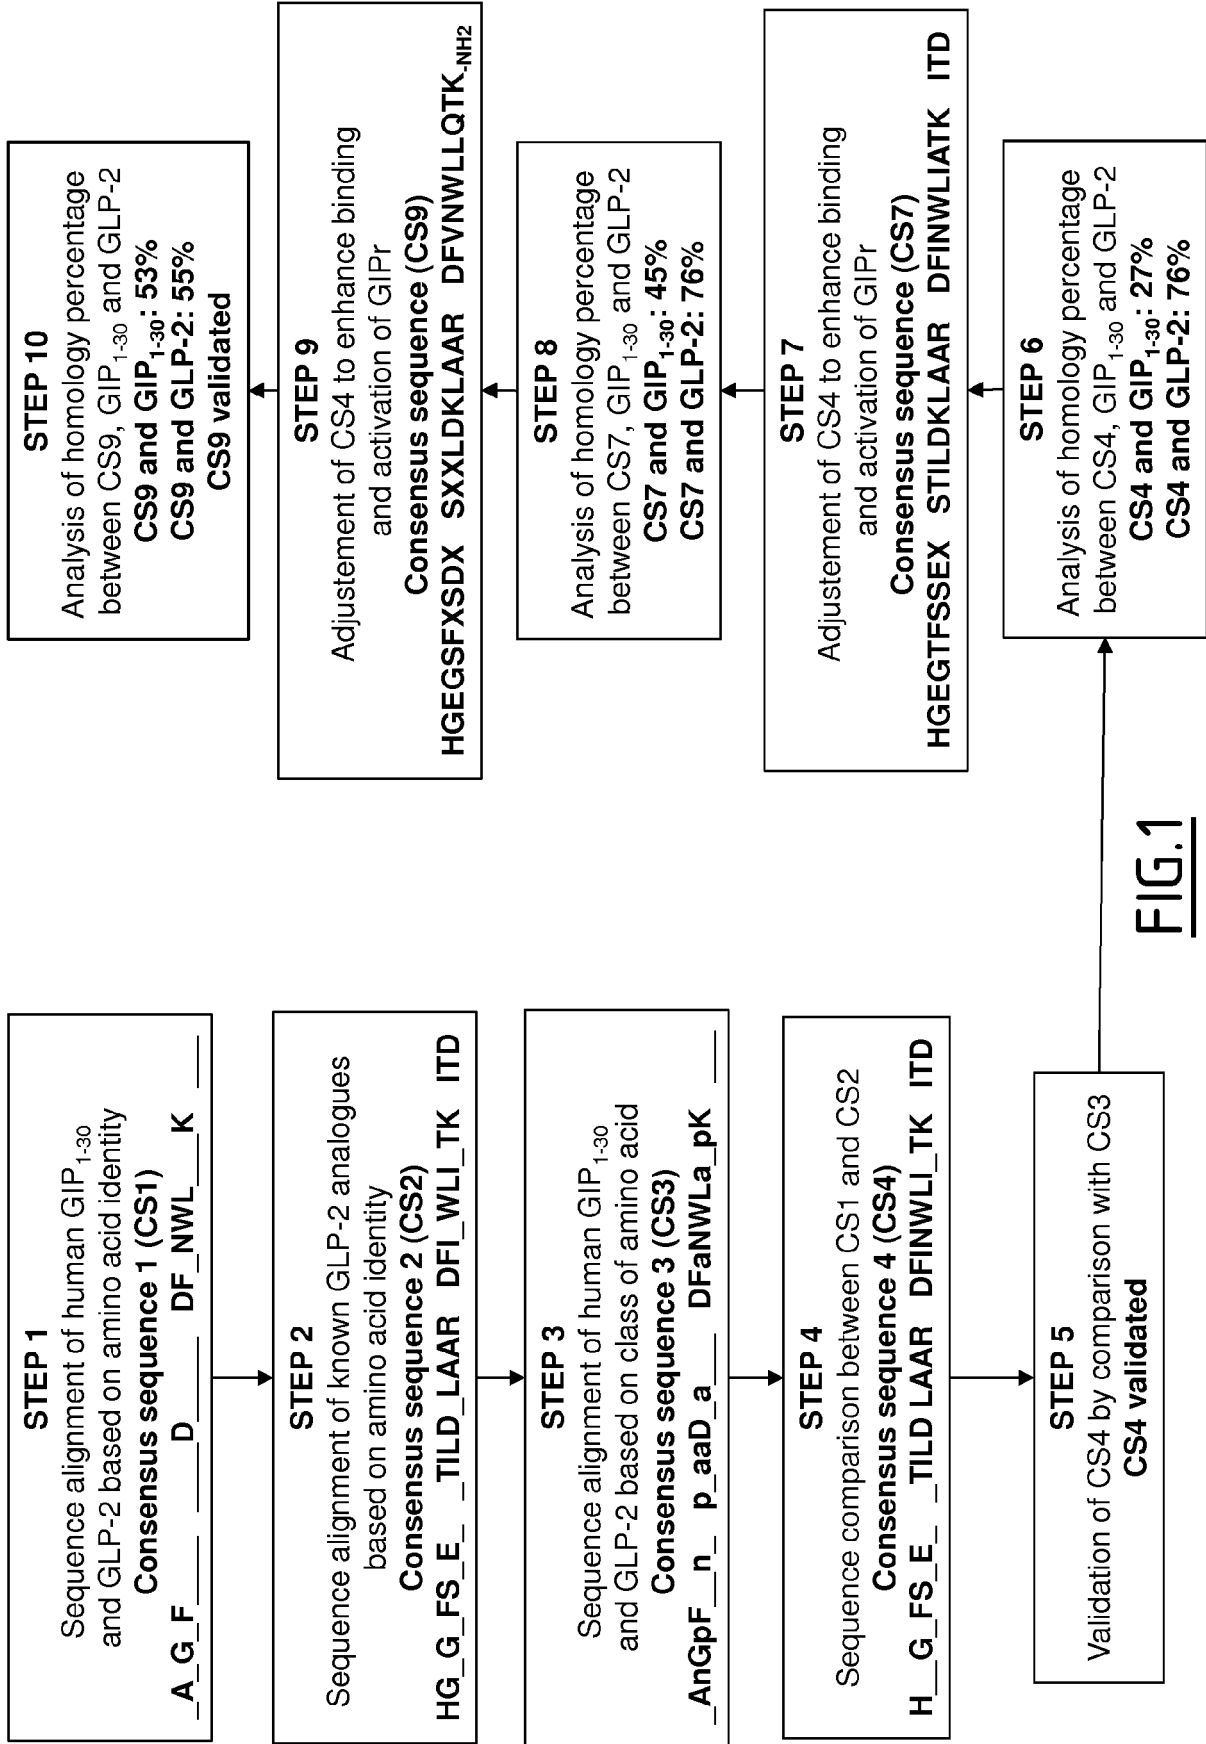 STEP 1
Sequence alignment of human GIP1-30
and GLP-2 based on amino acid identity
Consensus sequence 1 (CS1)
_A_G_F_ _ _ _ _ _ _D_ _ _ _ _ DF_NWL_ _K _ _ _
STEP 2
Sequence alignment of known GLP-2 analogues
based on amino acid identity
Consensus sequence 2 (CS2)
HG_G_FS_E_ _TILD_LAAR DFI_WLI_TK ITD
STEP 3
Sequence alignment of human GIP1-30
and GLP-2 based on class of amino acid
Consensus sequence 3 (CS3)
_AnGpF_ _n_ p_aaD_a_ _ _ DFaNWLa_pK _ _ _
STEP 4
Sequence comparison between CS1 and CS2
Consensus sequence 4 (CS4)
H_ _G_FS_E_ _TILD LAAR DFINWLI_TK ITD
STEP 5
Validation of CS4 by comparison with CS3
CS4 validated
STEP 6
Analysis of homology percentage
between CS4, GIP1-30 and GLP-2
CS4 and GIP1-30: 27%
CS4 and GLP-2: 76%
STEP 7
Adjustement of CS4 to enhance binding
and activation of GIPr
Consensus sequence (CS7)
HGEGTFSSEX STILDKLAAR DFINWLIATK ITD
STEP 8
Analysis of homology percentage
between CS7, GIP1-30 and GLP-2
CS7 and GIP1-30: 45%
CS7 and GLP-2: 76%
STEP 9
Adjustement of CS4 to enhance binding
and activation of GIPr
Consensus sequence (CS9)
HGEGSFXSDX SXXLDKLAAR DFVNWLLQTK-NH2
STEP 10
Analysis of homology percentage
between CS9, GIP1-30 and GLP-2
CS9 and GIP1-30: 53%
CS9 and GLP-2: 55%
CS9 validated
FIG.1